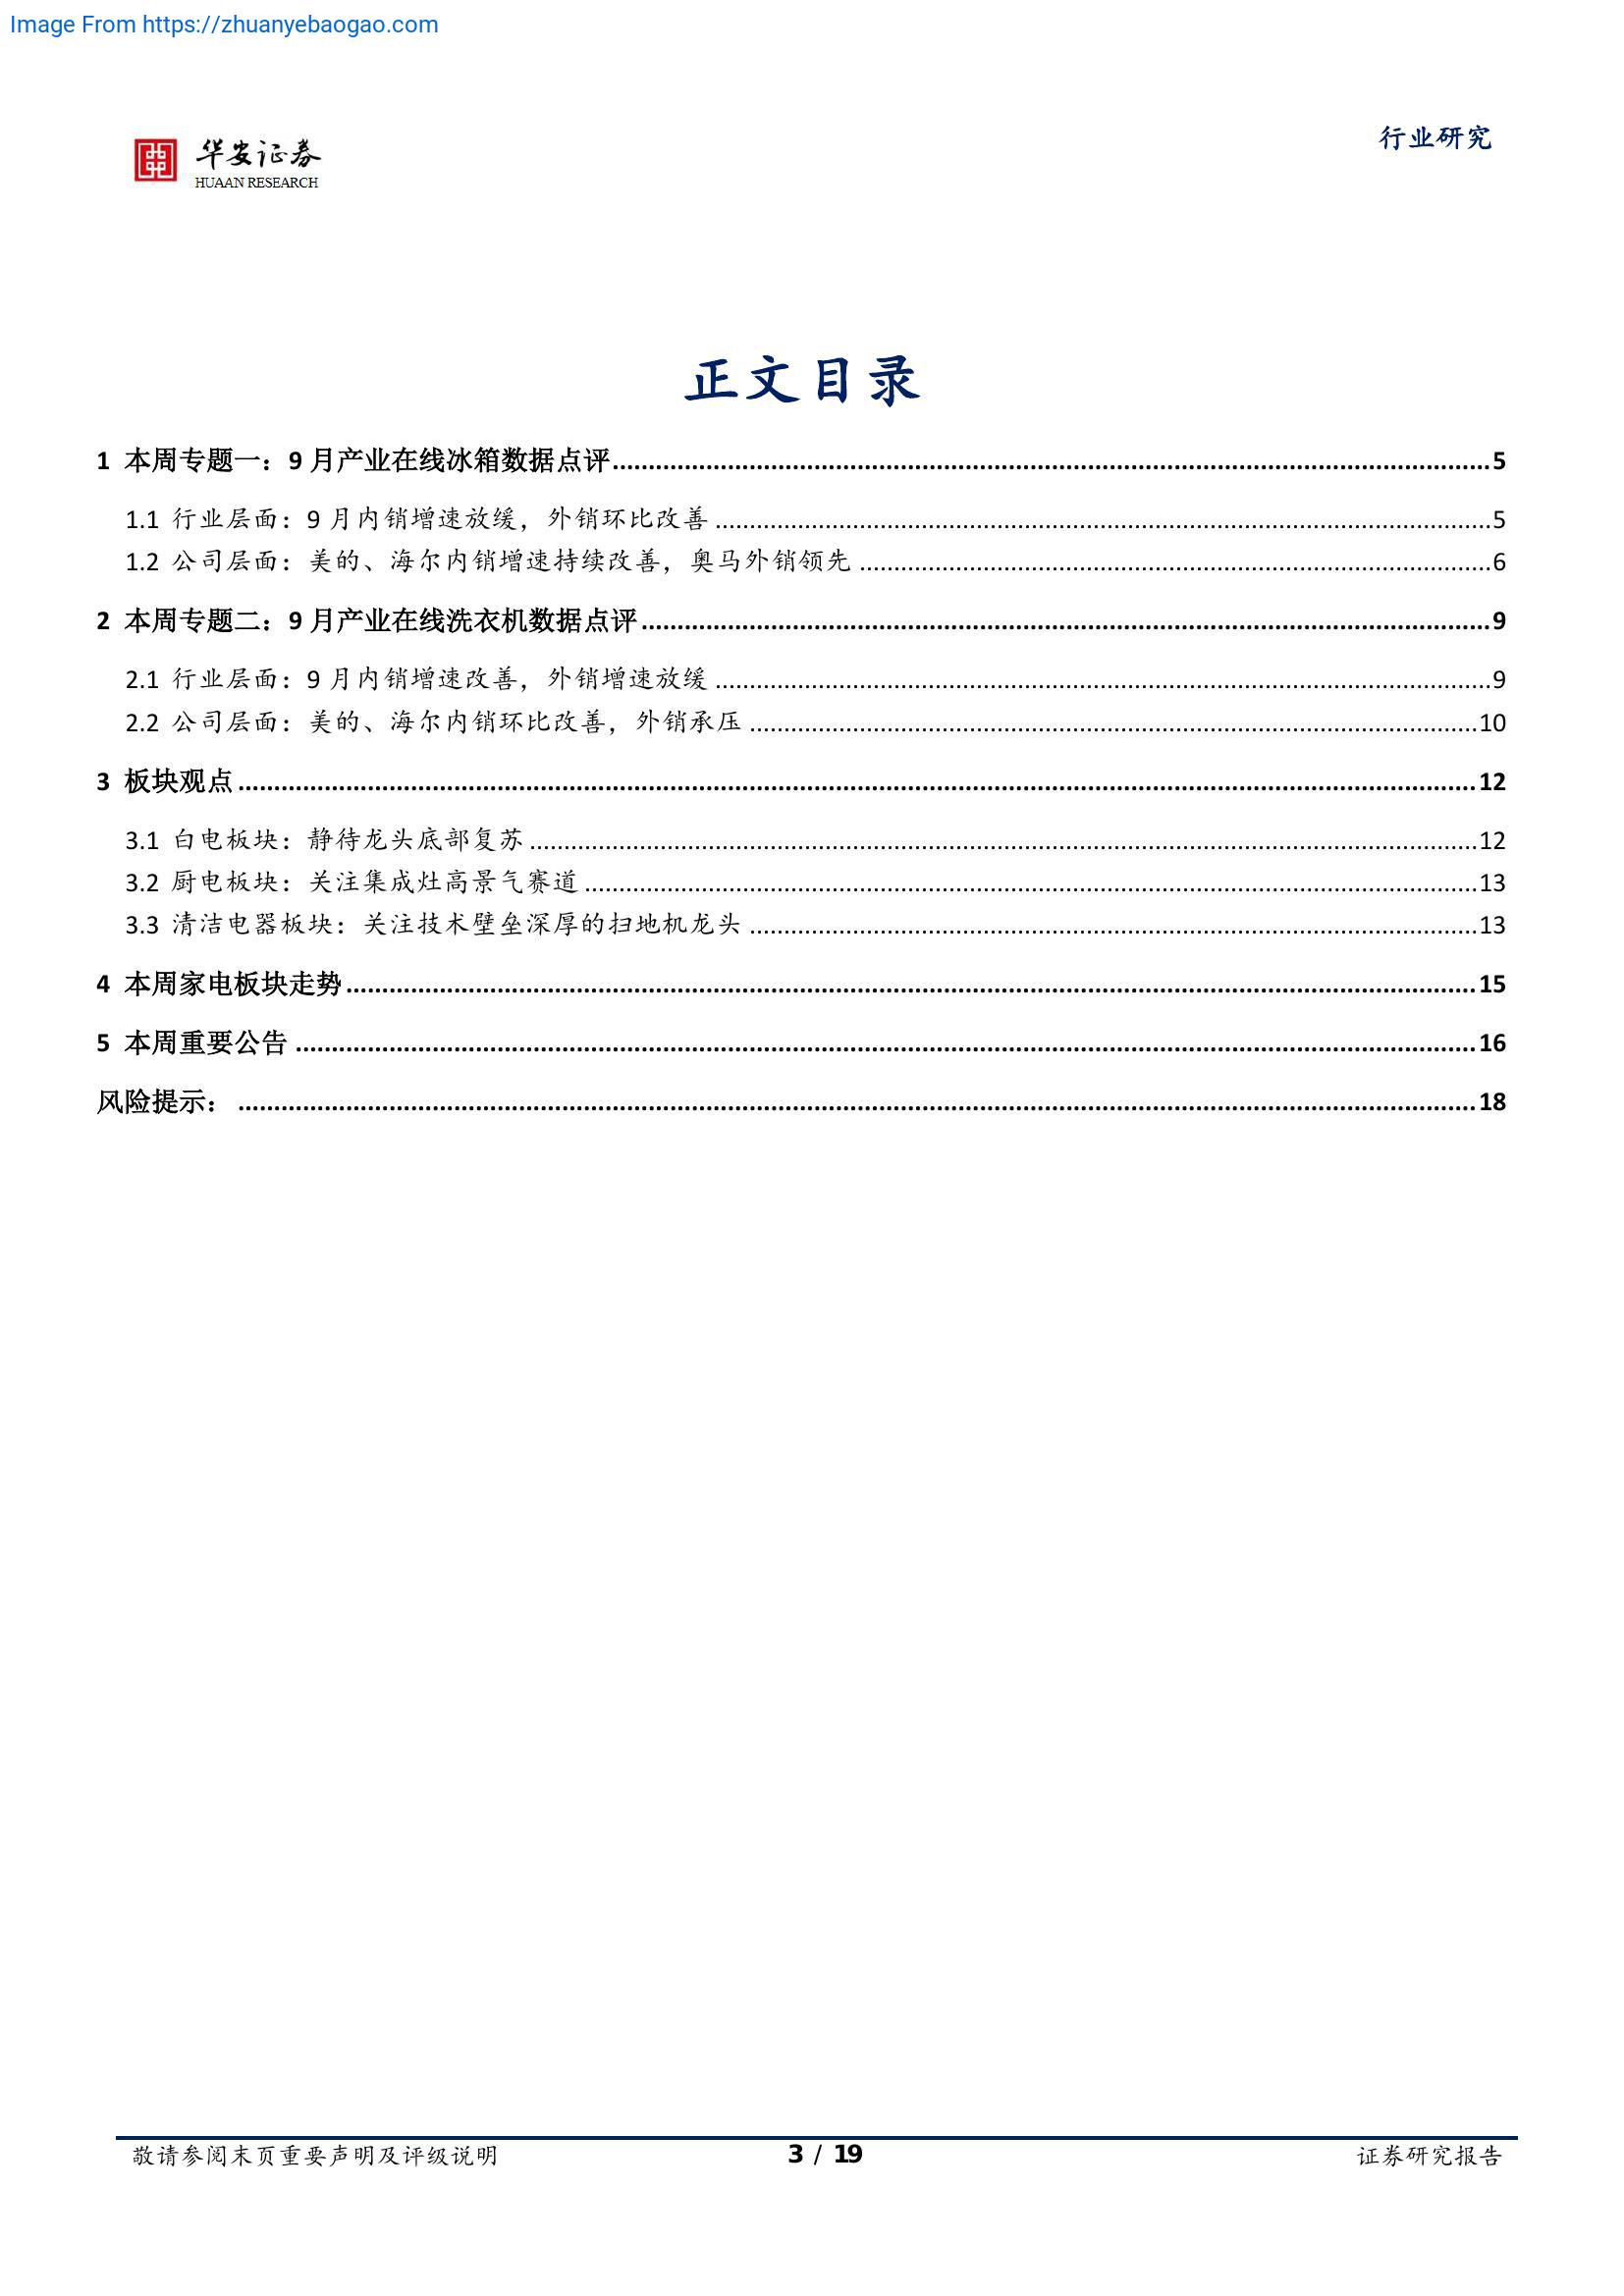 Image From https://zhuanyebaogao.com
华安证券
HUAAN RESEARCH
行业研究
正文目录
1 本周专题一：9 月产业在线冰箱数据点评..........5
1.1 行业层面：9 月内销增速放缓，外销环比改善..........5
1.2 公司层面：美的、海尔内销增速持续改善，奥马外销领先..........6
2 本周专题二：9 月产业在线洗衣机数据点评..........9
2.1 行业层面：9 月内销增速改善，外销增速放缓..........9
2.2 公司层面：美的、海尔内销环比改善，外销承压..........10
3 板块观点..........12
3.1 白电板块：静待龙头底部复苏..........12
3.2 厨电板块：关注集成灶高景气赛道..........13
3.3 清洁电器板块：关注技术壁垒深厚的扫地机龙头..........13
4 本周家电板块走势..........15
5 本周重要公告..........16
风险提示：..........18
敬请参阅末页重要声明及评级说明 3 / 19 证券研究报告